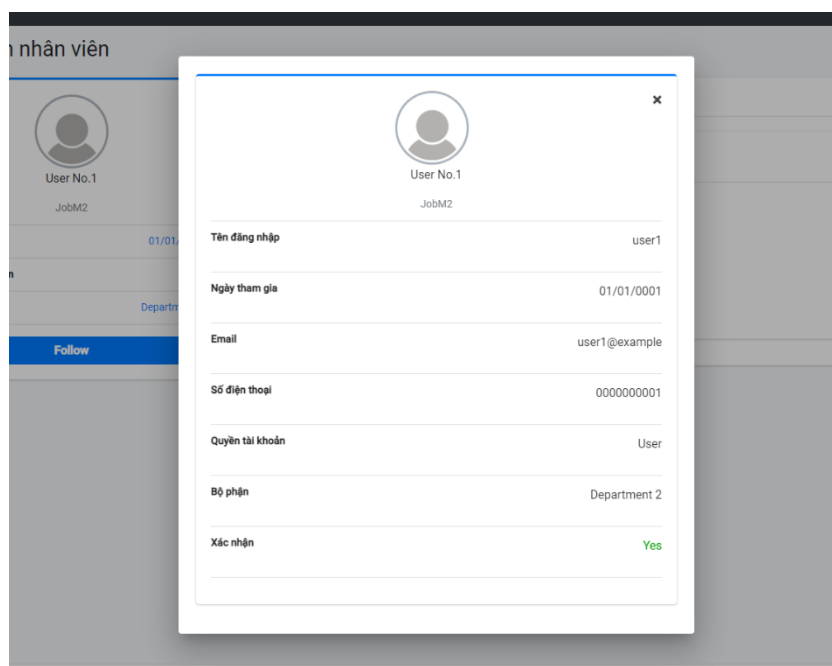 nhân viên
User No.1
JobM2
01/01/
Follow
×
User No.1
JobM2
Tên đăng nhập user1
Ngày tham gia 01/01/0001
Email user1@example
Số điện thoại 0000000001
Quyền tài khoản User
Bộ phận Department 2
Xác nhận Yes